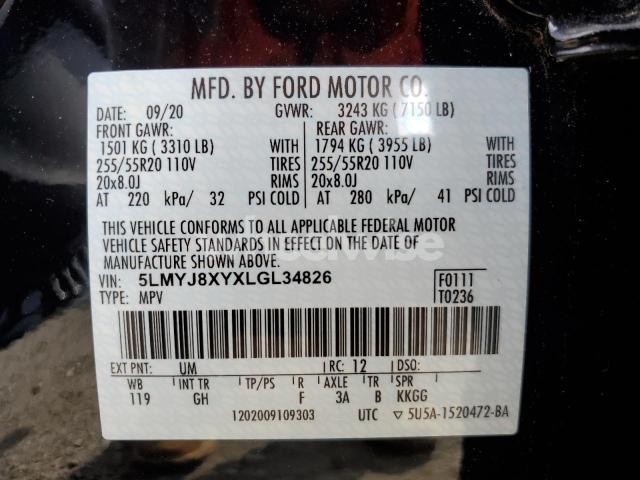 MFD. BY FORD MOTOR CO.
DATE: 09/20 GVWR: 3243 KG ( 7150 LB)
FRONT GAWR: REAR GAWR:
1501 KG ( 3310 LB) WITH 1794 KG ( 3955 LB) WITH
255/55R20 110V TIRES 255/55R20 110V TIRES
20x8.0J RIMS 20x8.0J RIMS
AT 220 kPa/ 32 PSI COLD AT 280 kPa/ 41 PSI COLD
THIS VEHICLE CONFORMS TO ALL APPLICABLE FEDERAL MOTOR
VEHICLE SAFETY STANDARDS IN EFFECT ON THE DATE OF
MANUFACTURE SHOWN ABOVE.
VIN: 5LMYJ8XYXLGL34826 F0111
TYPE: MPV T0236
EXT PNT: UM RC: 12 DSO:
WB INT TR TP/PS R AXLE TR SPR
119 GH F 3A B KKGG
1202009109303 UTC ▽ 5U5A-1520472-BA